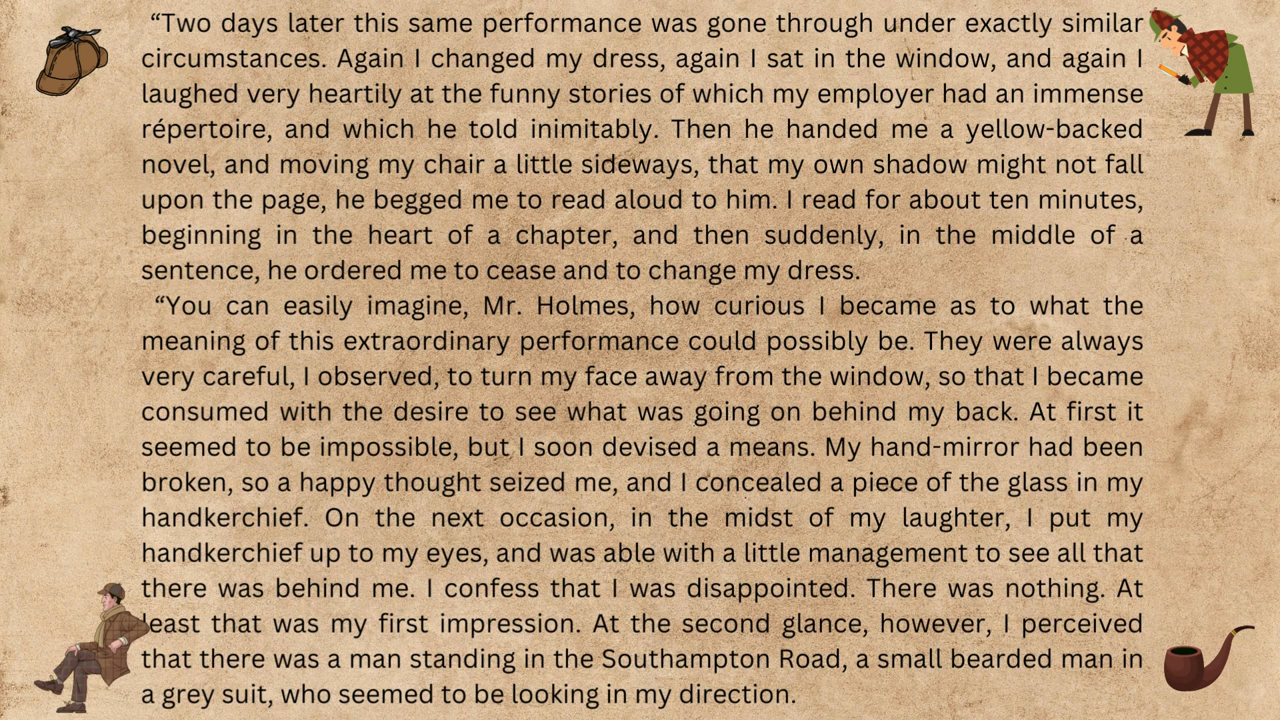 “Two days later this same performance was gone through under exactly similar
circumstances. Again I changed my dress, again I sat in the window, and again I
laughed very heartily at the funny stories of which my employer had an immense
répertoire, and which he told inimitably. Then he handed me a yellow-backed
novel, and moving my chair a little sideways, that my own shadow might not fall
upon the page, he begged me to read aloud to him. I read for about ten minutes,
beginning in the heart of a chapter, and then suddenly, in the middle of a
sentence, he ordered me to cease and to change my dress.
“You can easily imagine, Mr. Holmes, how curious I became as to what the
meaning of this extraordinary performance could possibly be. They were always
very careful, I observed, to turn my face away from the window, so that I became
consumed with the desire to see what was going on behind my back. At first it
seemed to be impossible, but I soon devised a means. My hand-mirror had been
broken, so a happy thought seized me, and I concealed a piece of the glass in my
handkerchief. On the next occasion, in the midst of my laughter, I put my
handkerchief up to my eyes, and was able with a little management to see all that
there was behind me. I confess that I was disappointed. There was nothing. At
least that was my first impression. At the second glance, however, I perceived
that there was a man standing in the Southampton Road, a small bearded man in
a grey suit, who seemed to be looking in my direction.